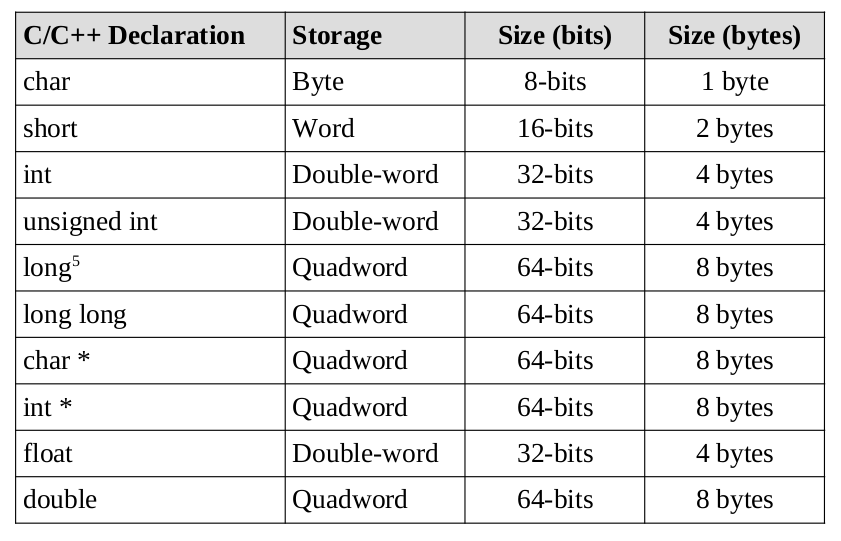 C/C++ Declaration Storage Size (bits) Size (bytes)
char Byte 8-bits 1 byte
short Word 16-bits 2 bytes
int Double-word 32-bits 4 bytes
unsigned int Double-word 32-bits 4 bytes
long⁵ Quadword 64-bits 8 bytes
long long Quadword 64-bits 8 bytes
char * Quadword 64-bits 8 bytes
int * Quadword 64-bits 8 bytes
float Double-word 32-bits 4 bytes
double Quadword 64-bits 8 bytes